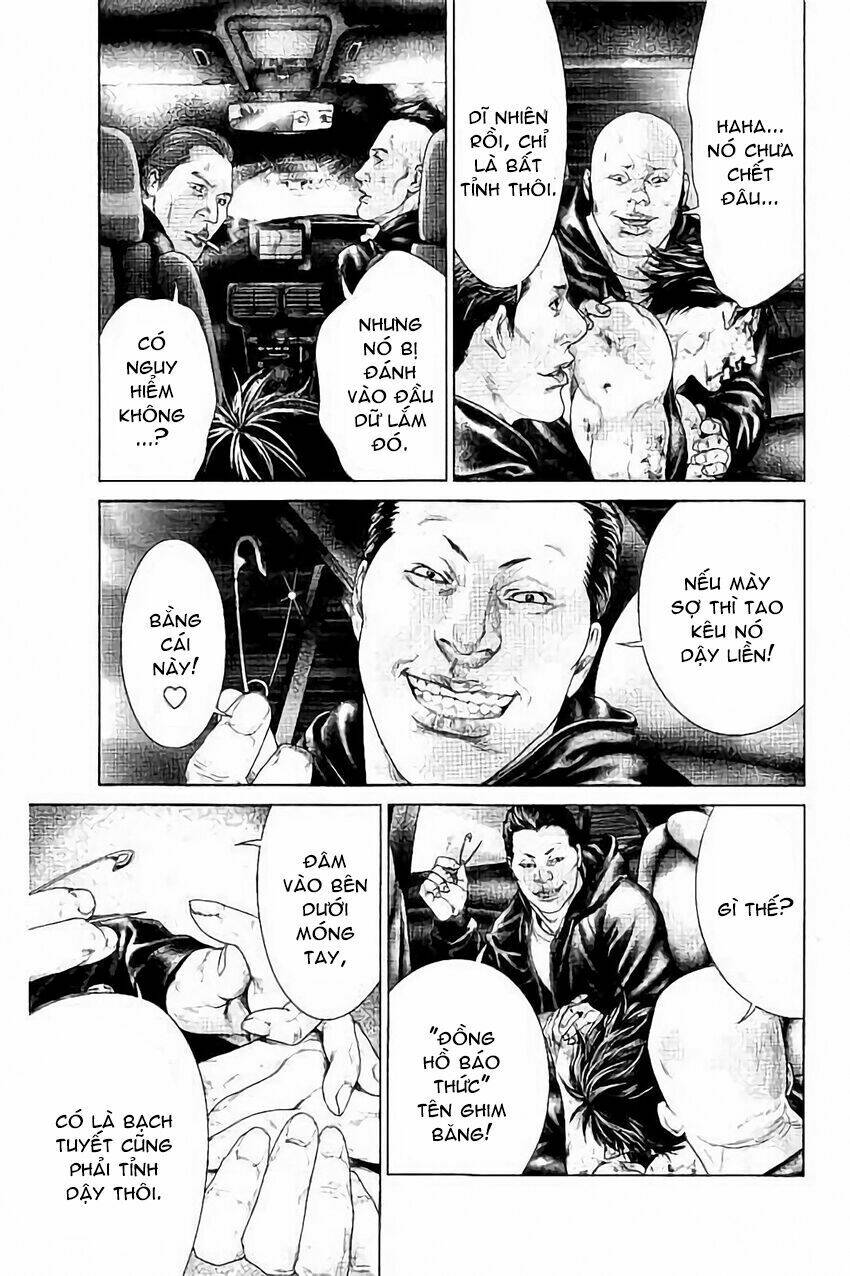 HAHA...
NÓ CHƯA
CHẾT
ĐÂU...
DĨ NHIÊN
RỒI, CHỈ
LÀ BẤT
TỈNH THÔI.
NHƯNG
NÓ BỊ
ĐÁNH
VÀO ĐẦU
DỮ LẮM
ĐÓ.
CÓ
NGUY
HIỂM
KHÔNG
...?
NẾU MÀY
SỢ THÌ TAO
KÊU NÓ
DẬY LIỀN!
BẰNG
CÁI
NÀY!
♡
GÌ THẾ?
"ĐỒNG
HỒ BÁO
THỨC"
TÊN GHIM
BĂNG!
ĐÂM
VÀO BÊN
DƯỚI
MÓNG
TAY,
CÓ LÀ BẠCH
TUYẾT CŨNG
PHẢI TỈNH
DẬY THÔI.